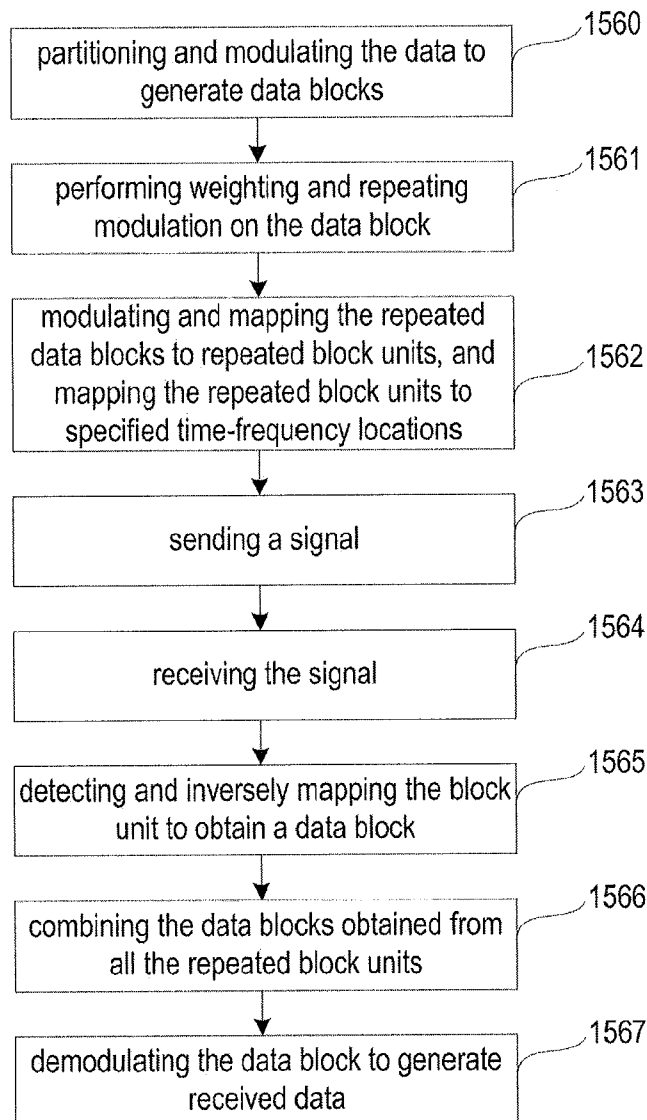 1560
partitioning and modulating the data to
generate data blocks
1561
performing weighting and repeating
modulation on the data block
modulating and mapping the repeated
data blocks to repeated block units, and
mapping the repeated block units to
specified time-frequency locations
1562
1563
sending a signal
1564
receiving the signal
1565
detecting and inversely mapping the block
unit to obtain a data block
1566
combining the data blocks obtained from
all the repeated block units
1567
demodulating the data block to generate
received data